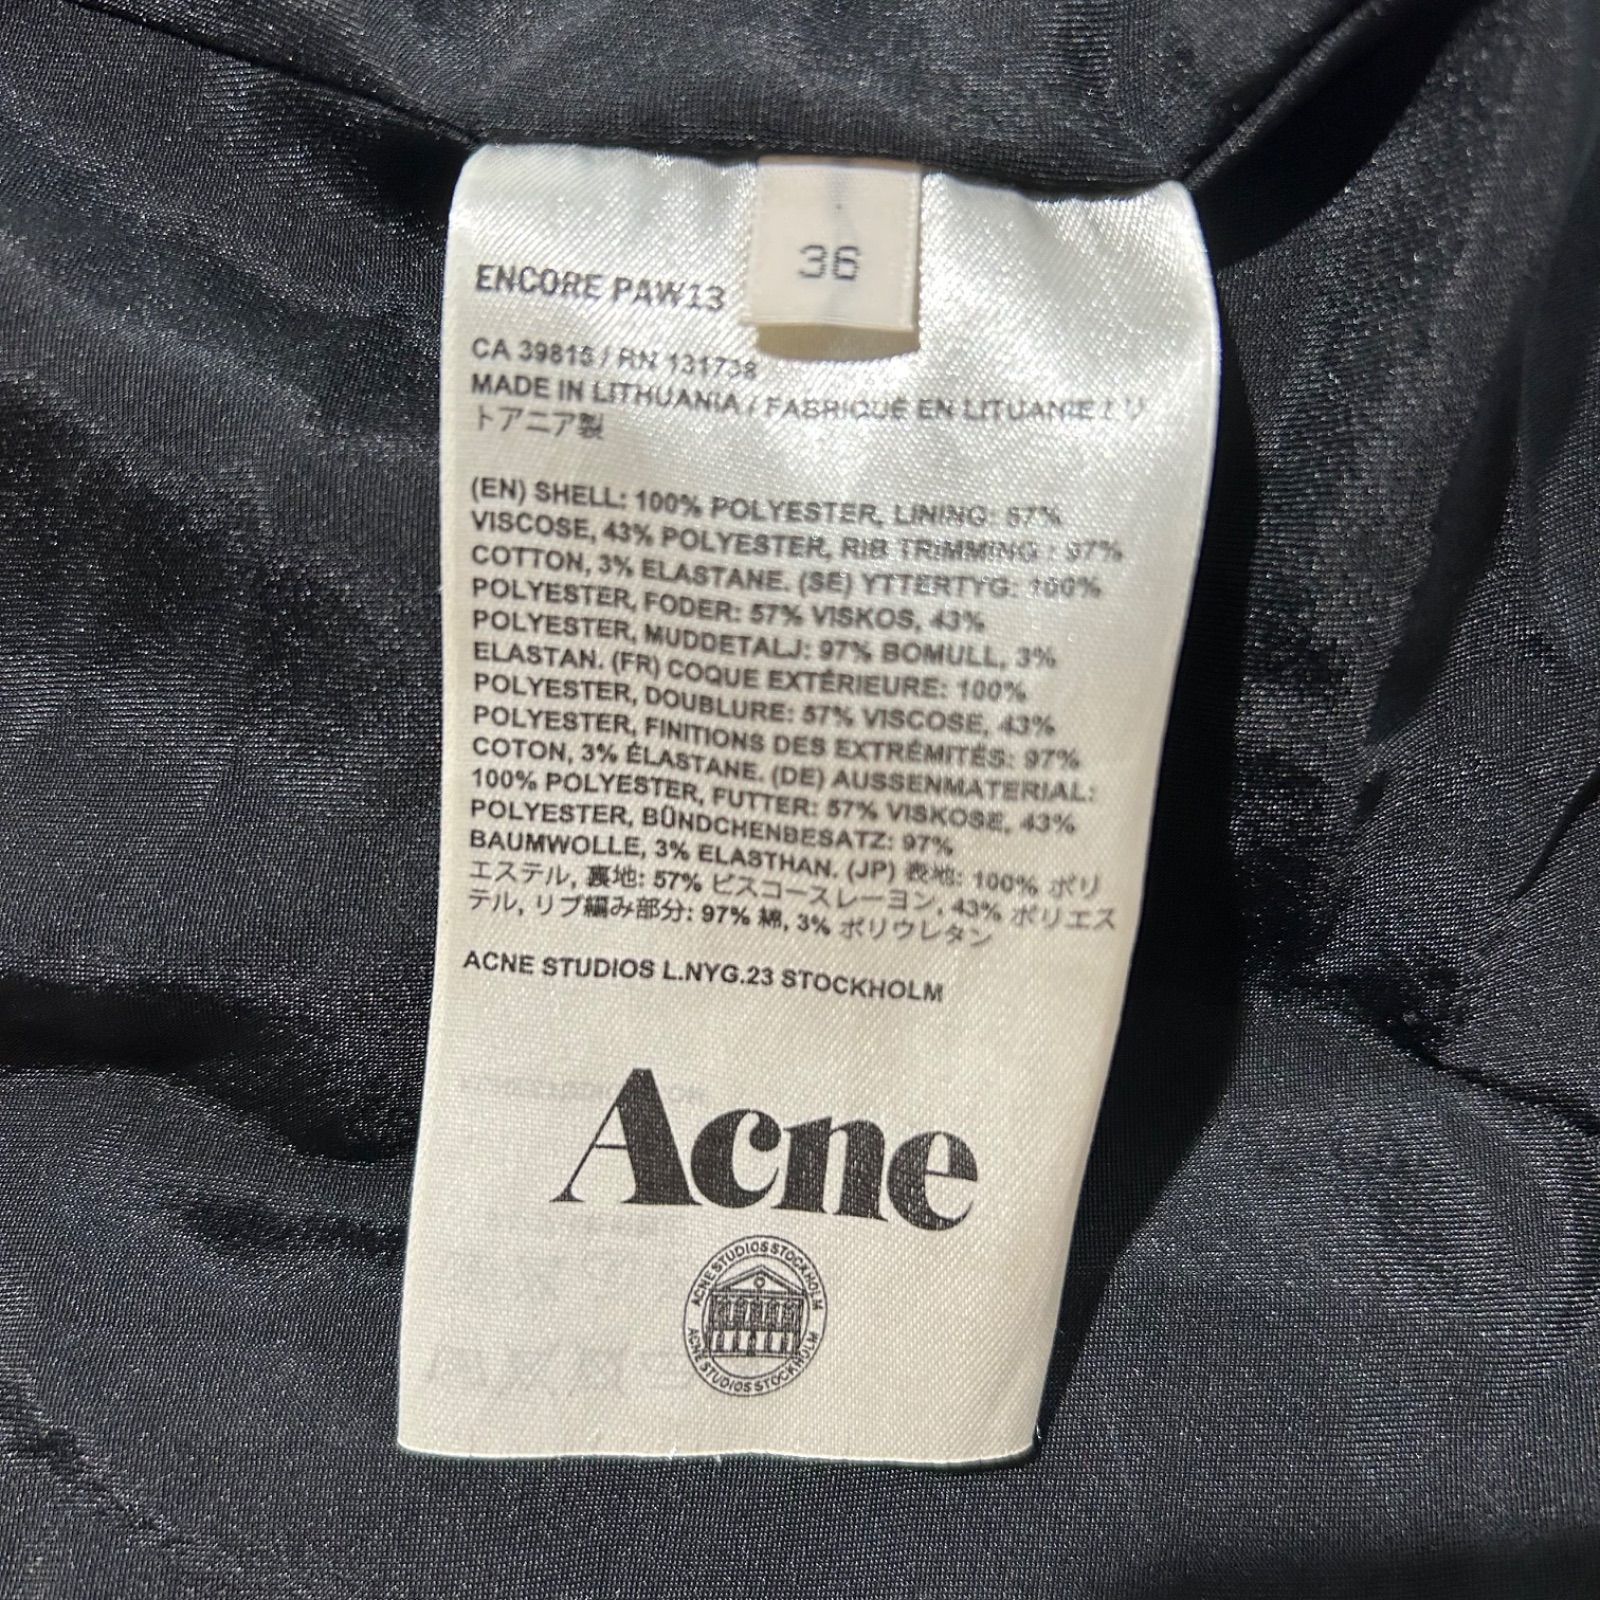 36
ENCORE PAW13
CA 39815 / RN 131738
MADE IN LITHUANIA / FABRIQUÉ EN LITUANIE / リ
トアニア製
(EN) SHELL: 100% POLYESTER, LINING: 57%
VISCOSE, 43% POLYESTER, RIB TRIMMING : 97%
COTTON, 3% ELASTANE. (SE) YTTERTYG: 100%
POLYESTER, FODER: 57% VISKOS, 43%
POLYESTER, MUDDETALJ: 97% BOMULL, 3%
ELASTAN. (FR) COQUE EXTÉRIEURE: 100%
POLYESTER, DOUBLURE: 57% VISCOSE, 43%
POLYESTER, FINITIONS DES EXTRÉMITÉS: 97%
COTON, 3% ÉLASTANE. (DE) AUSSENMATERIAL:
100% POLYESTER, FUTTER: 57% VISKOSE, 43%
POLYESTER, BÜNDCHENBESATZ: 97%
BAUMWOLLE, 3% ELASTHAN. (JP) 表地: 100% ポリ
エステル, 裏地: 57% ビスコースレーヨン, 43% ポリエス
テル, リブ編み部分: 97% 綿, 3% ポリウレタン
ACNE STUDIOS L.NYG.23 STOCKHOLM
Acne
ACNE STUDIOS STOCKHOLM
ACNE STUDIOS STOCKHOLM